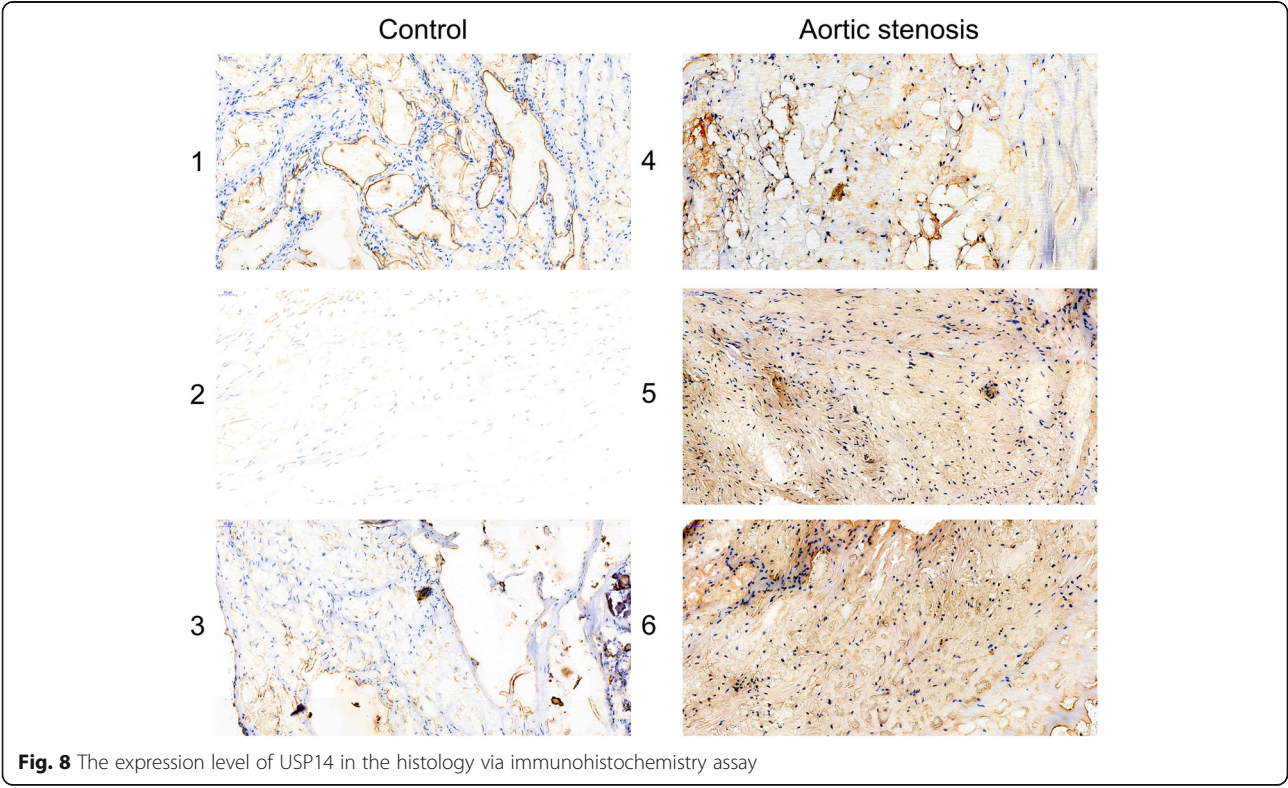 Control
Aortic stenosis
1
4
2
5
3
6
Fig. 8 The expression level of USP14 in the histology via immunohistochemistry assay